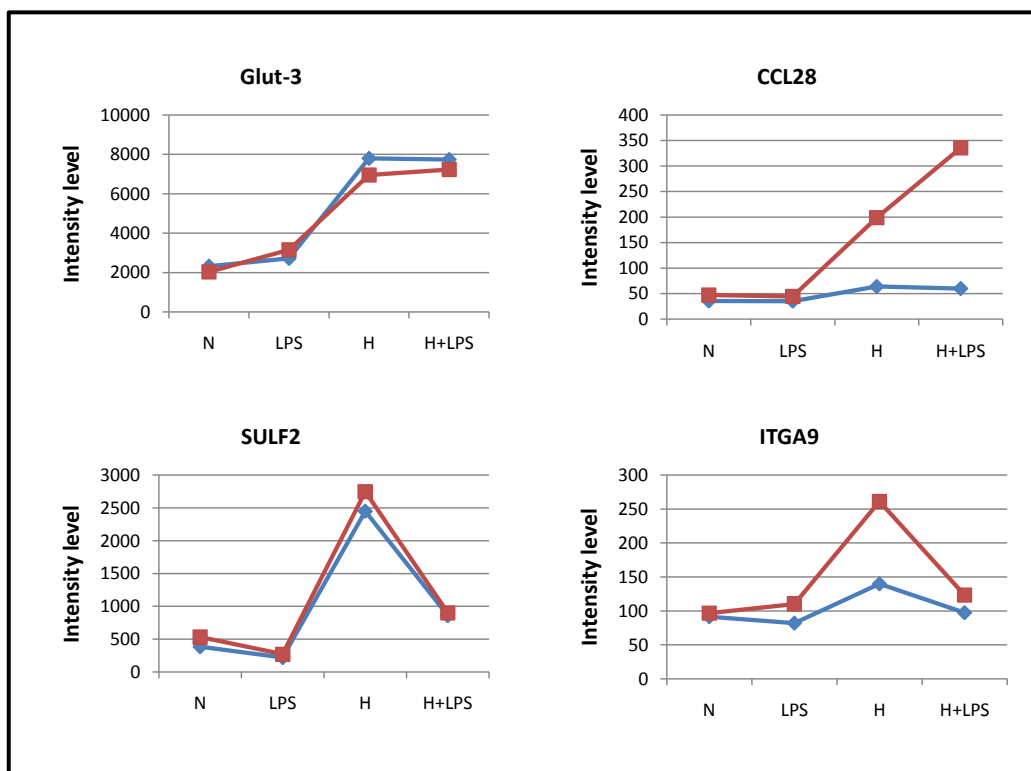 Glut-3
Intensity level
10000
8000
6000
4000
2000
0
N LPS H H+LPS
CCL28
Intensity level
400
350
300
250
200
150
100
50
0
N LPS H H+LPS
SULF2
Intensity level
3000
2500
2000
1500
1000
500
0
N LPS H H+LPS
ITGA9
Intensity level
300
250
200
150
100
50
0
N LPS H H+LPS